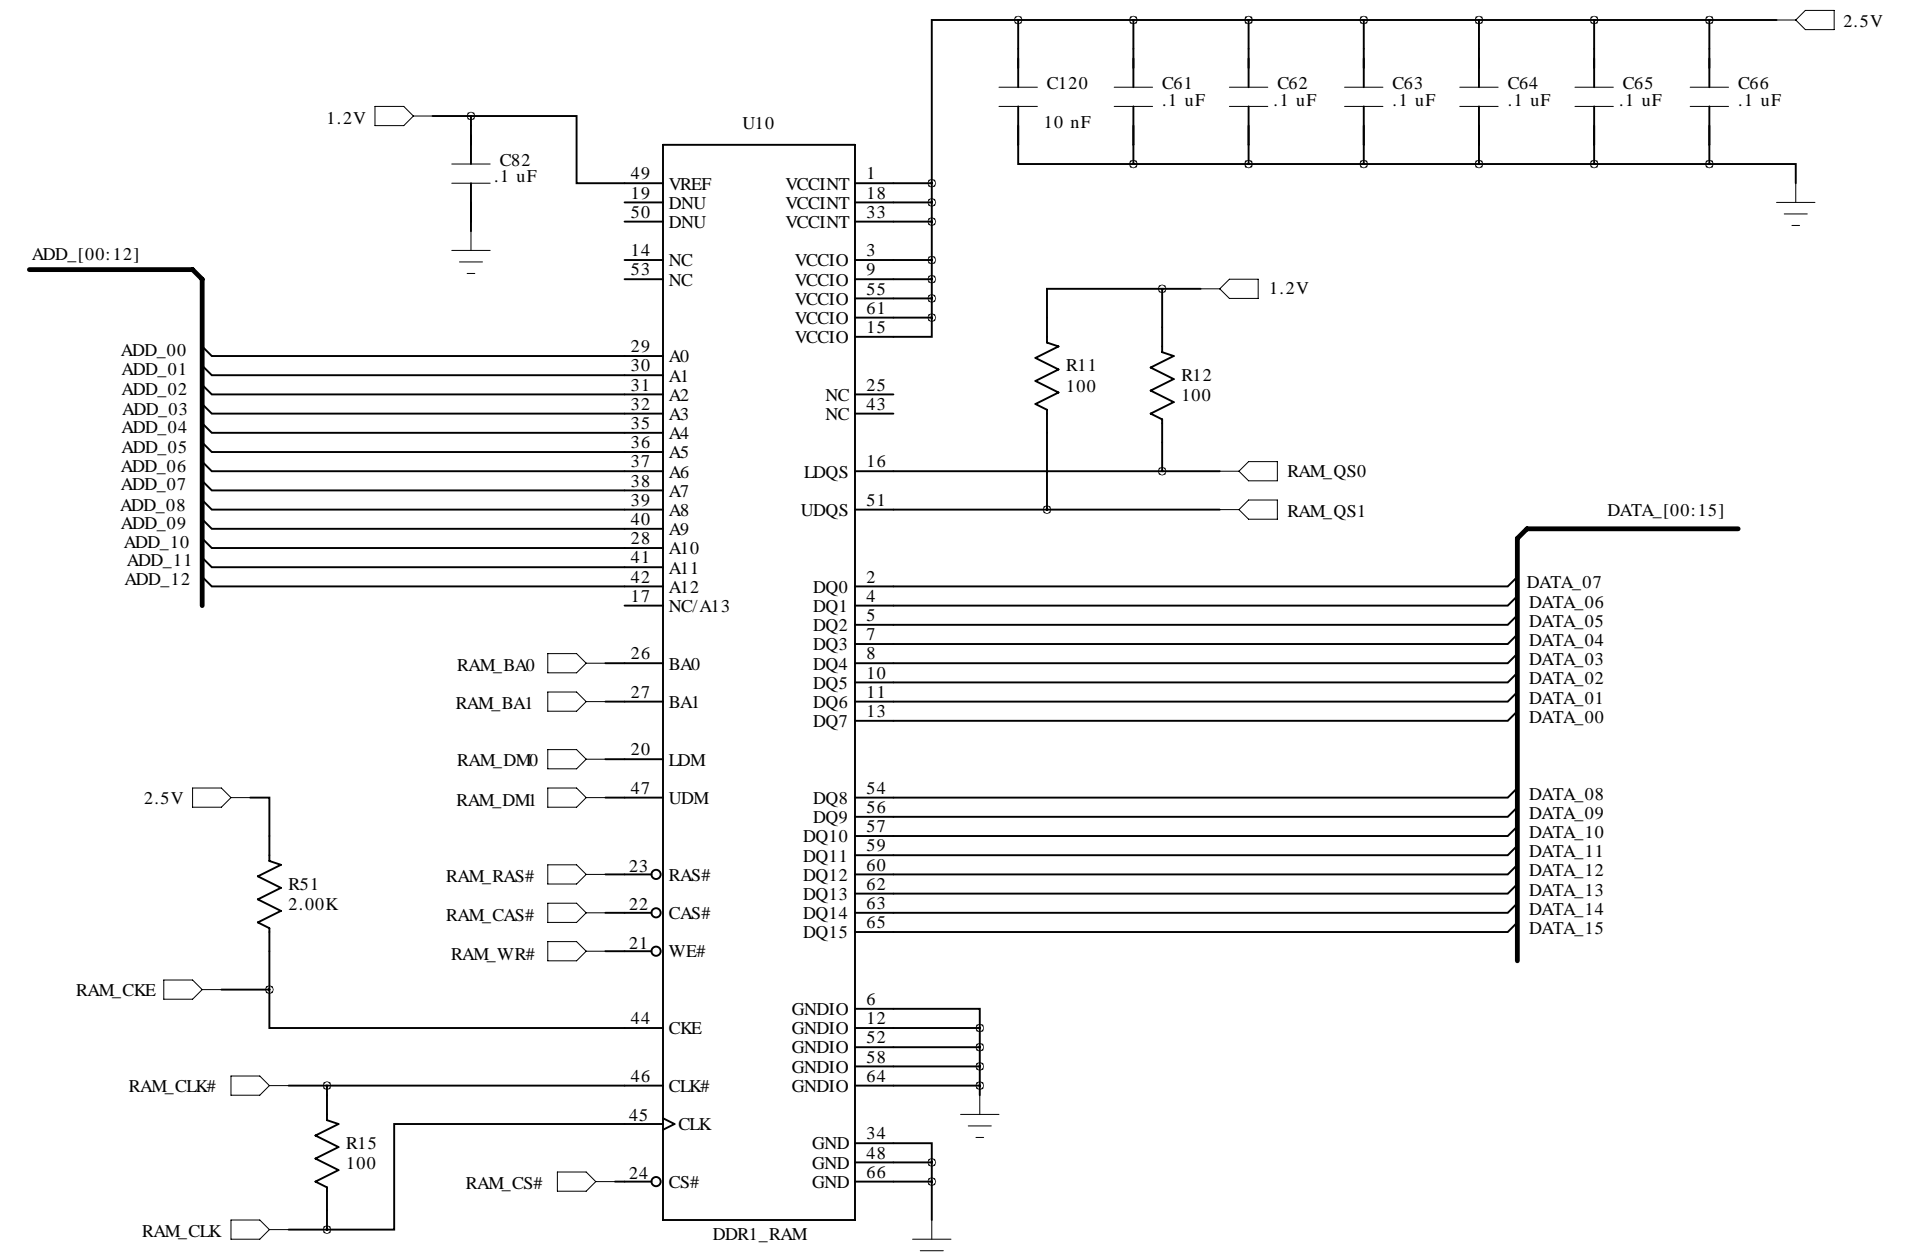 2.5V
C120
10 nF
C61
.1 uF
C62
.1 uF
C63
.1 uF
C64
.1 uF
C65
.1 uF
C66
.1 uF
1.2V
C82
.1 uF
U10
49 VREF
19 DNU
50 DNU
14 NC
53 NC
VCCINT 1
VCCINT 18
VCCINT 33
VCCIO 3
VCCIO 9
VCCIO 55
VCCIO 61
VCCIO 15
NC 25
NC 43
1.2V
R11
100
R12
100
LDQS 16 RAM_QS0
UDQS 51 RAM_QS1
ADD_[00:12]
ADD_00 29 A0
ADD_01 30 A1
ADD_02 31 A2
ADD_03 32 A3
ADD_04 35 A4
ADD_05 36 A5
ADD_06 37 A6
ADD_07 38 A7
ADD_08 39 A8
ADD_09 40 A9
ADD_10 28 A10
ADD_11 41 A11
ADD_12 42 A12
17 NC/A13
DATA_[00:15]
DQ0 2 DATA_07
DQ1 4 DATA_06
DQ2 5 DATA_05
DQ3 7 DATA_04
DQ4 8 DATA_03
DQ5 10 DATA_02
DQ6 11 DATA_01
DQ7 13 DATA_00
RAM_BA0 26 BA0
RAM_BA1 27 BA1
RAM_DM0 20 LDM
RAM_DM1 47 UDM
DQ8 54 DATA_08
DQ9 56 DATA_09
DQ10 57 DATA_10
DQ11 59 DATA_11
DQ12 60 DATA_12
DQ13 62 DATA_13
DQ14 63 DATA_14
DQ15 65 DATA_15
2.5V
R51
2.00K
RAM_RAS# 23 RAS#
RAM_CAS# 22 CAS#
RAM_WR# 21 WE#
RAM_CKE
44 CKE
GNDIO 6
GNDIO 12
GNDIO 52
GNDIO 58
GNDIO 64
RAM_CLK# 46 CLK#
45 CLK
R15
100
GND 34
GND 48
GND 66
RAM_CS# 24 CS#
RAM_CLK
DDR1_RAM